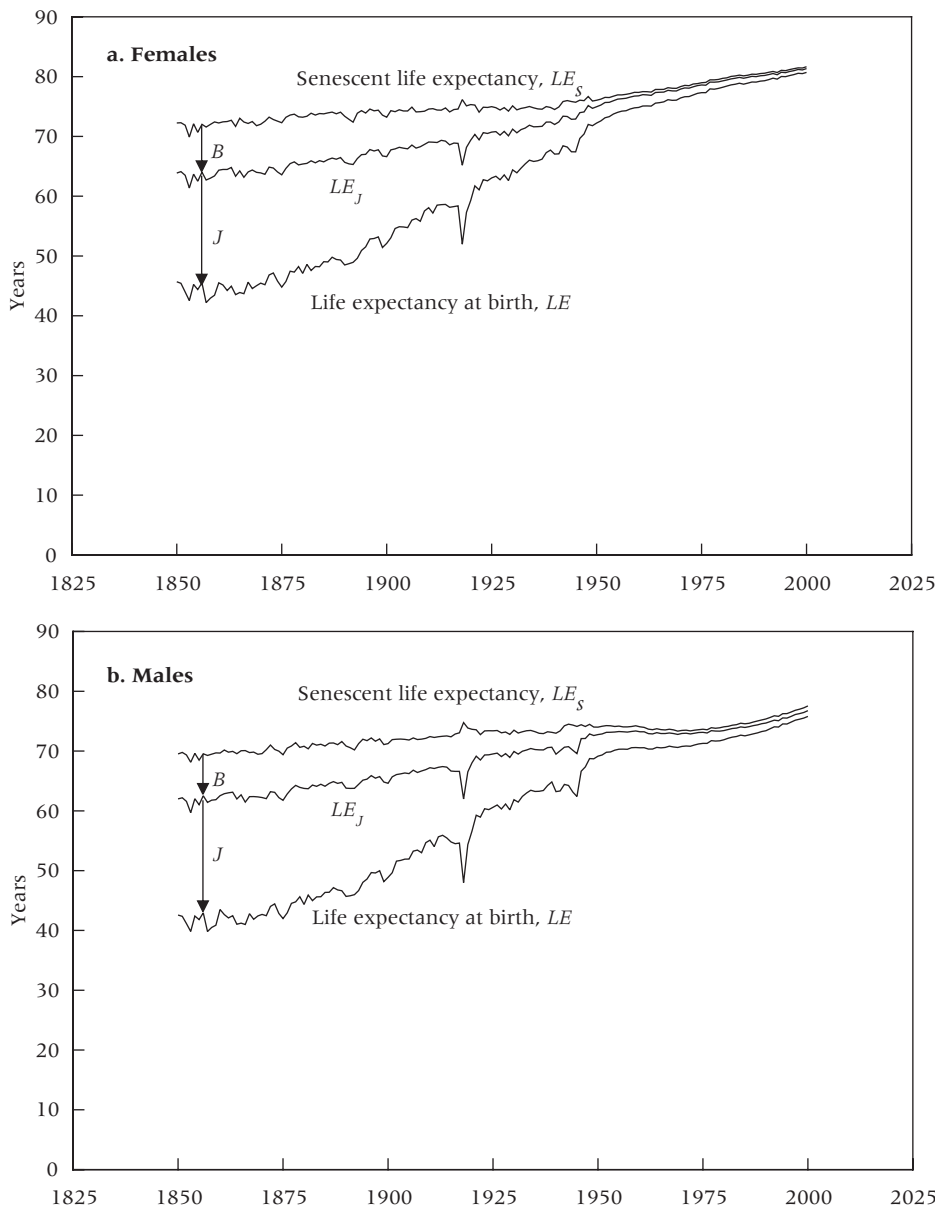 90
a. Females
Senescent life expectancy, LE_S
80
70
B
60
LE_J
J
50
Years
Life expectancy at birth, LE
40
30
20
10
0
1825 1850 1875 1900 1925 1950 1975 2000 2025
90
b. Males
Senescent life expectancy, LE_S
80
70
B
60
LE_J
J
50
Years
Life expectancy at birth, LE
40
30
20
10
0
1825 1850 1875 1900 1925 1950 1975 2000 2025